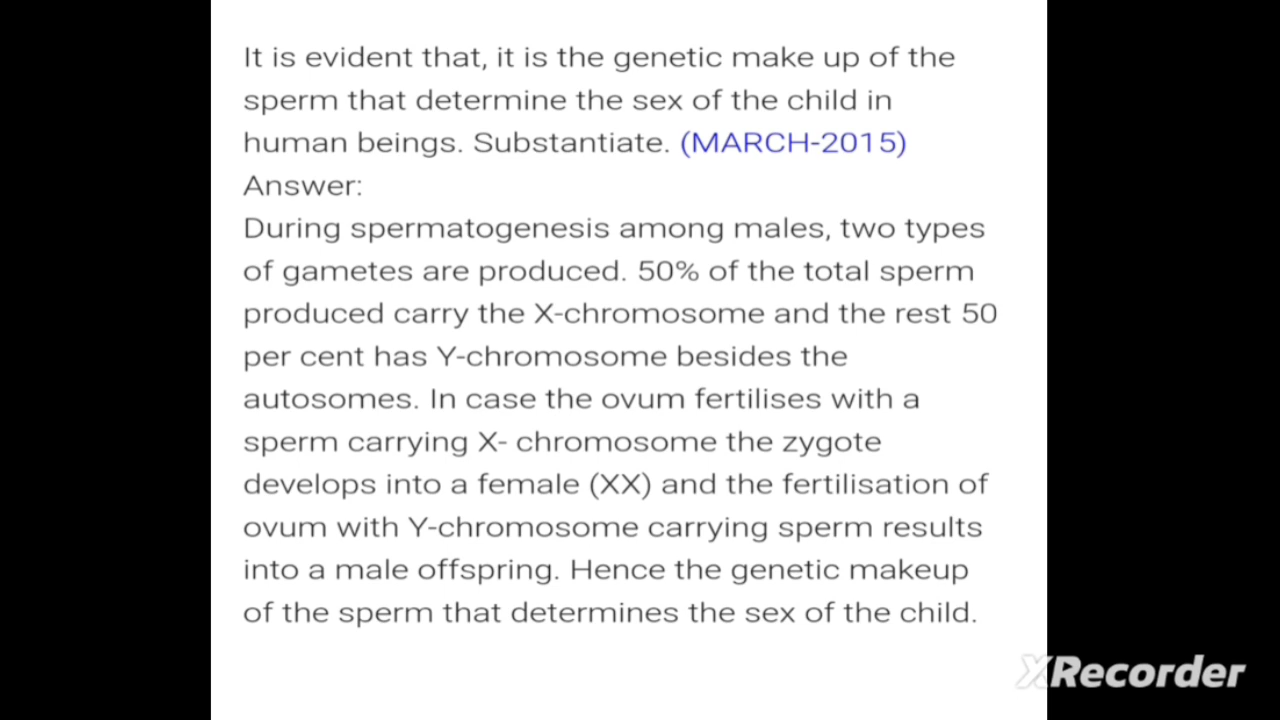 It is evident that, it is the genetic make up of the
sperm that determine the sex of the child in
human beings. Substantiate. (MARCH-2015)
Answer:
During spermatogenesis among males, two types
of gametes are produced. 50% of the total sperm
produced carry the X-chromosome and the rest 50
per cent has Y-chromosome besides the
autosomes. In case the ovum fertilises with a
sperm carrying X- chromosome the zygote
develops into a female (XX) and the fertilisation of
ovum with Y-chromosome carrying sperm results
into a male offspring. Hence the genetic makeup
of the sperm that determines the sex of the child.
XRecorder